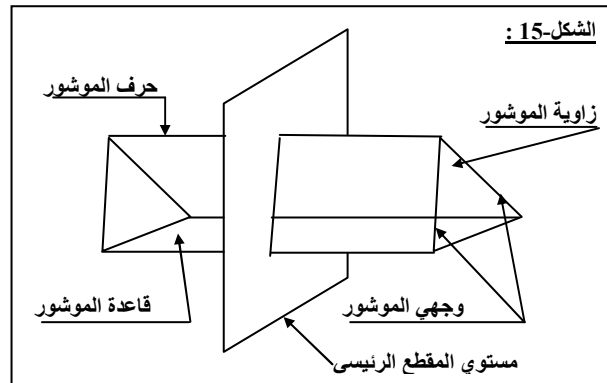 الشكل-15 :
حرف الموشور
زاوية الموشور
قاعدة الموشور
وجهي الموشور
مستوي المقطع الرئيسي